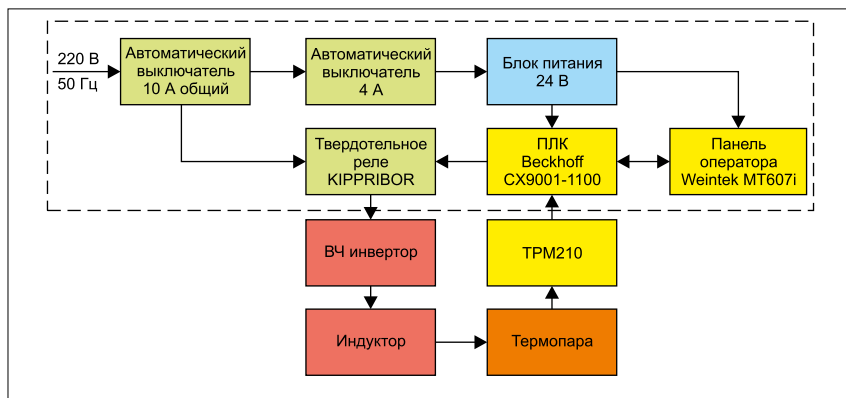 220 В
50 Гц
Автоматический
выключатель
10 А общий
Автоматический
выключатель
4 А
Блок питания
24 В
Твердотельное
реле
KIPPRIBOR
ПЛК
Beckhoff
CX9001-1100
Панель
оператора
Weintek MT607i
ВЧ инвертор
ТРМ210
Индуктор
Термопара